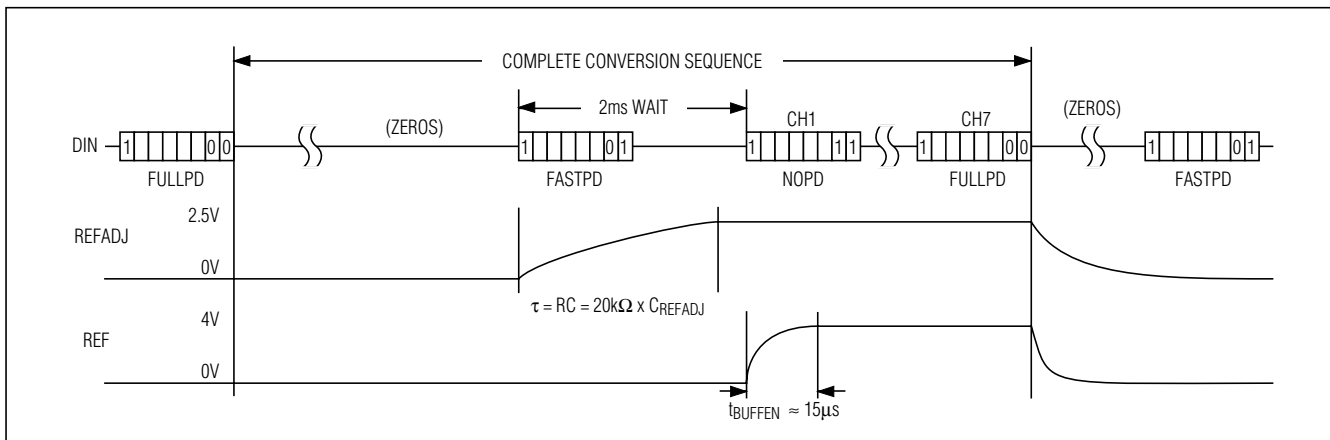 COMPLETE CONVERSION SEQUENCE
2ms WAIT
(ZEROS) CH1 CH7 (ZEROS)
DIN 1 0 0 1 0 1 1 1 1 1 0 0 1 0 1
FULLPD FASTPD NOPD FULLPD FASTPD
2.5V
REFADJ
0V
τ = RC = 20kΩ x CREFADJ
4V
REF
0V
tBUFFEN ≈ 15μs